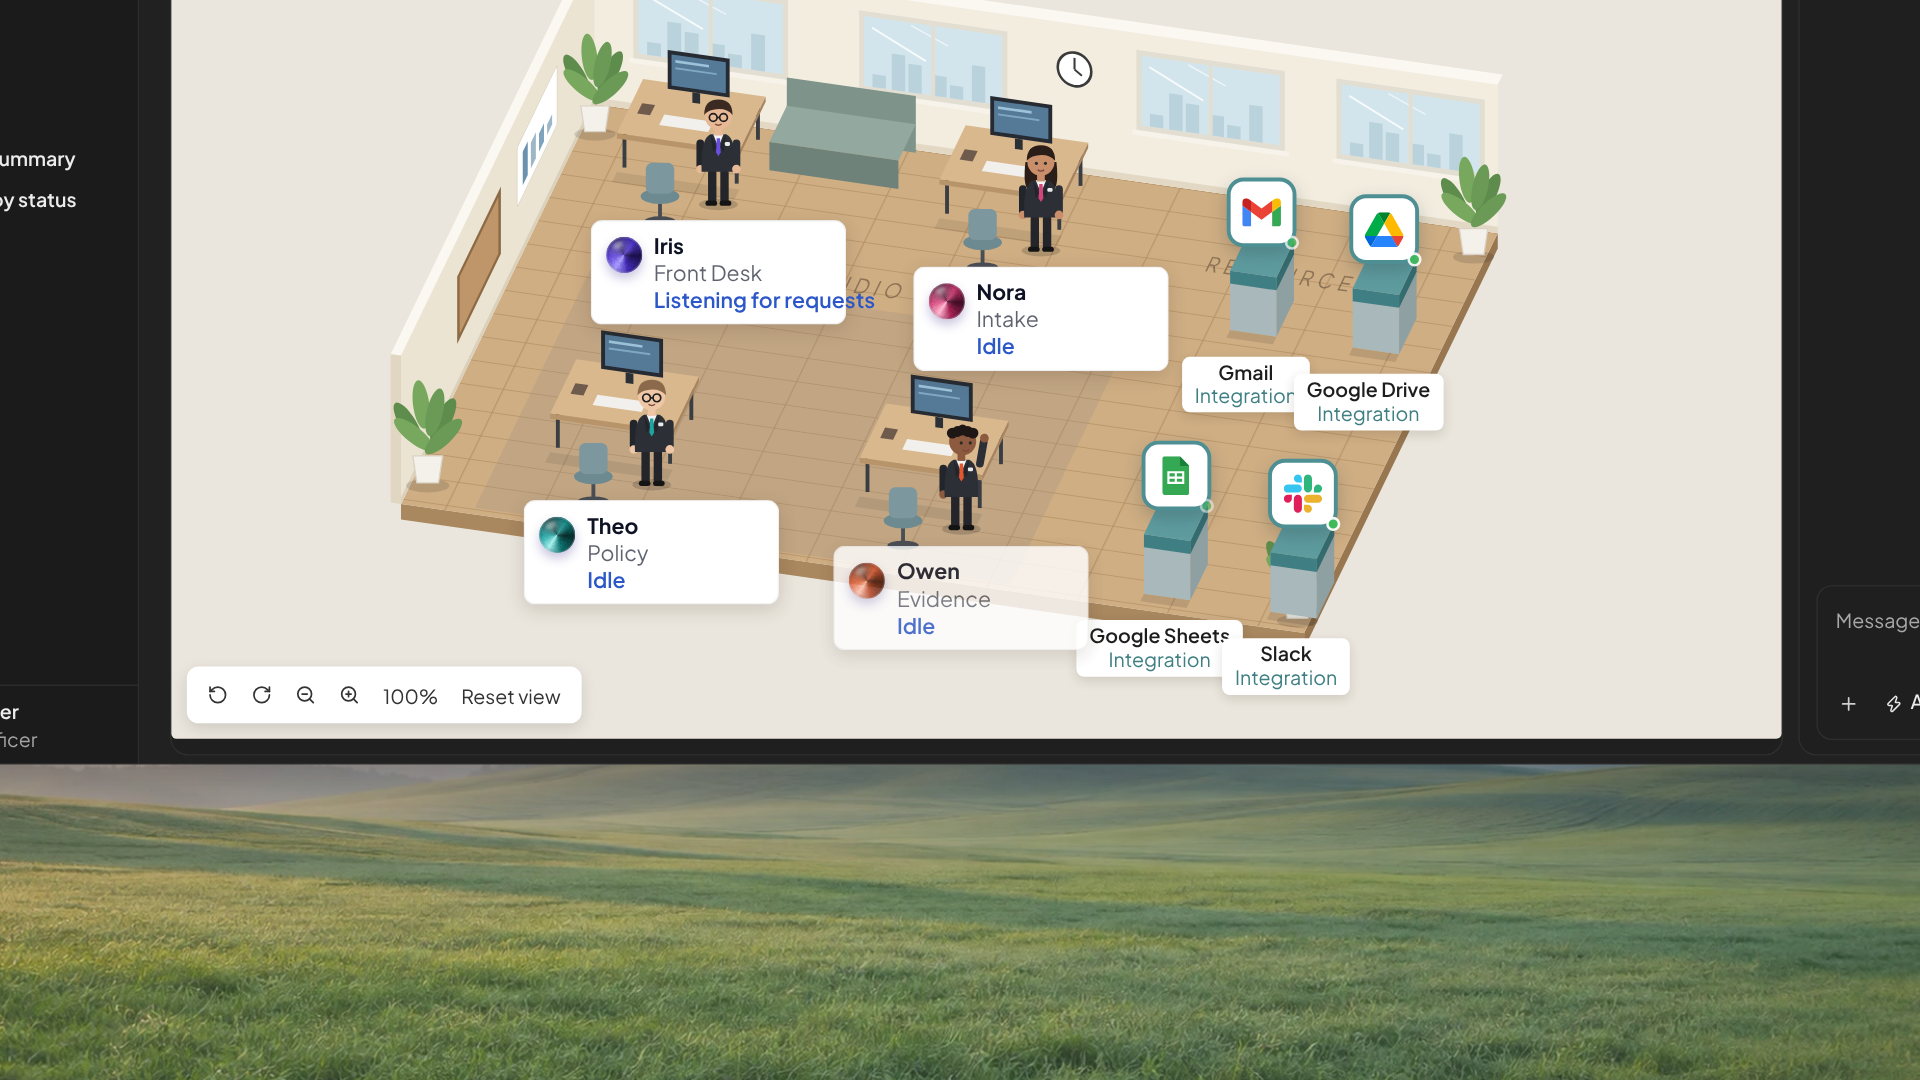 ummary
by status
Iris
Front Desk
Listening for requests
Nora
Intake
Idle
Gmail
Integration
Google Drive
Integration
Theo
Policy
Idle
Owen
Evidence
Idle
Google Sheets
Integration
Slack
Integration
100%
Reset view
er
ficer
Message
A